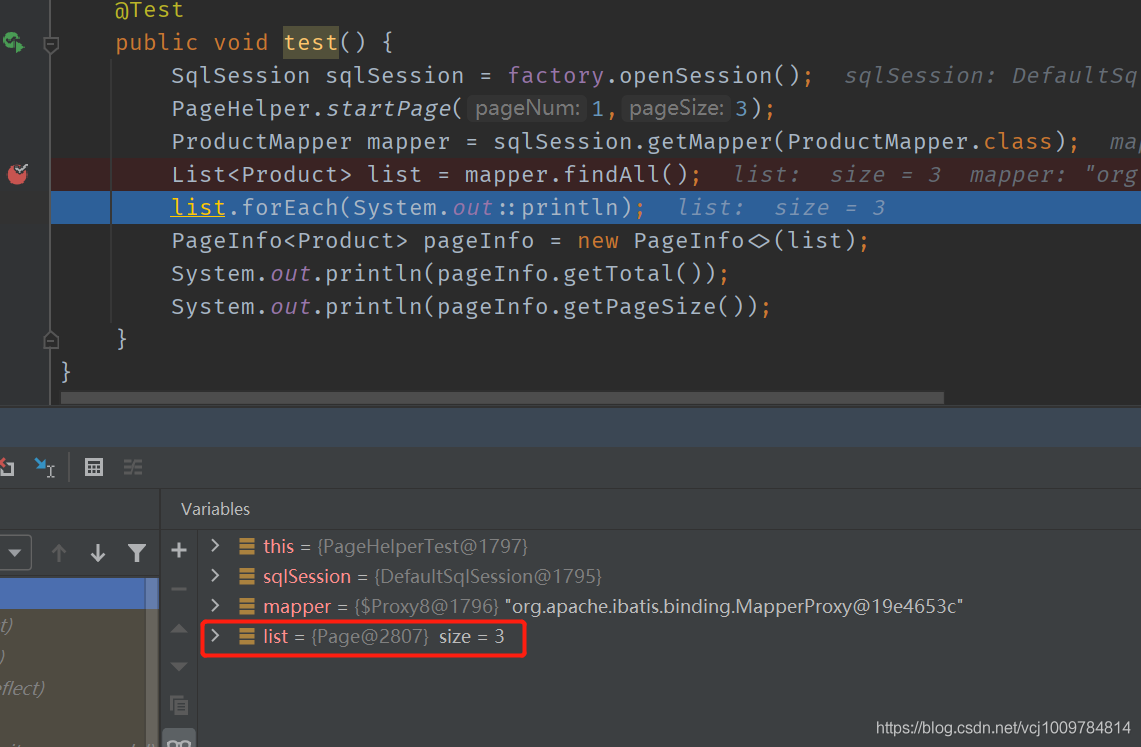 @Test
public void test() {
SqlSession sqlSession = factory.openSession(); sqlSession: DefaultSq
PageHelper.startPage( pageNum: 1, pageSize: 3);
ProductMapper mapper = sqlSession.getMapper(ProductMapper.class); map
List<Product> list = mapper.findAll(); list: size = 3 mapper: "org
list.forEach(System.out::println); list: size = 3
PageInfo<Product> pageInfo = new PageInfo<>(list);
System.out.println(pageInfo.getTotal());
System.out.println(pageInfo.getPageSize());
}
}
Variables
this = {PageHelperTest@1797}
sqlSession = {DefaultSqlSession@1795}
mapper = {$Proxy8@1796} "org.apache.ibatis.binding.MapperProxy@19e4653c"
list = {Page@2807} size = 3
t)
)
eflect)
https://blog.csdn.net/vcj1009784814